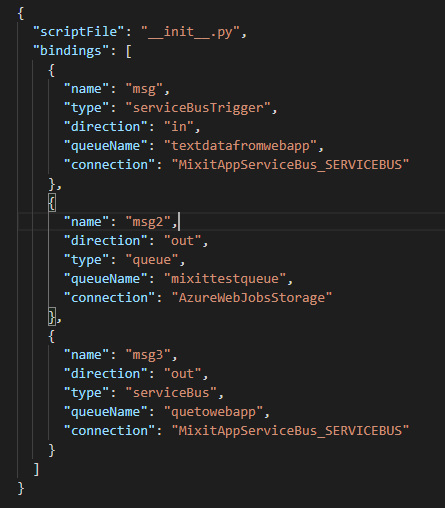 {
"scriptFile": "__init__.py",
"bindings": [
{
"name": "msg",
"type": "serviceBusTrigger",
"direction": "in",
"queueName": "textdatafromwebapp",
"connection": "MixitAppServiceBus_SERVICEBUS"
},
{
"name": "msg2",
"direction": "out",
"type": "queue",
"queueName": "mixittestqueue",
"connection": "AzureWebJobsStorage"
},
{
"name": "msg3",
"direction": "out",
"type": "serviceBus",
"queueName": "quetowebapp",
"connection": "MixitAppServiceBus_SERVICEBUS"
}
]
}